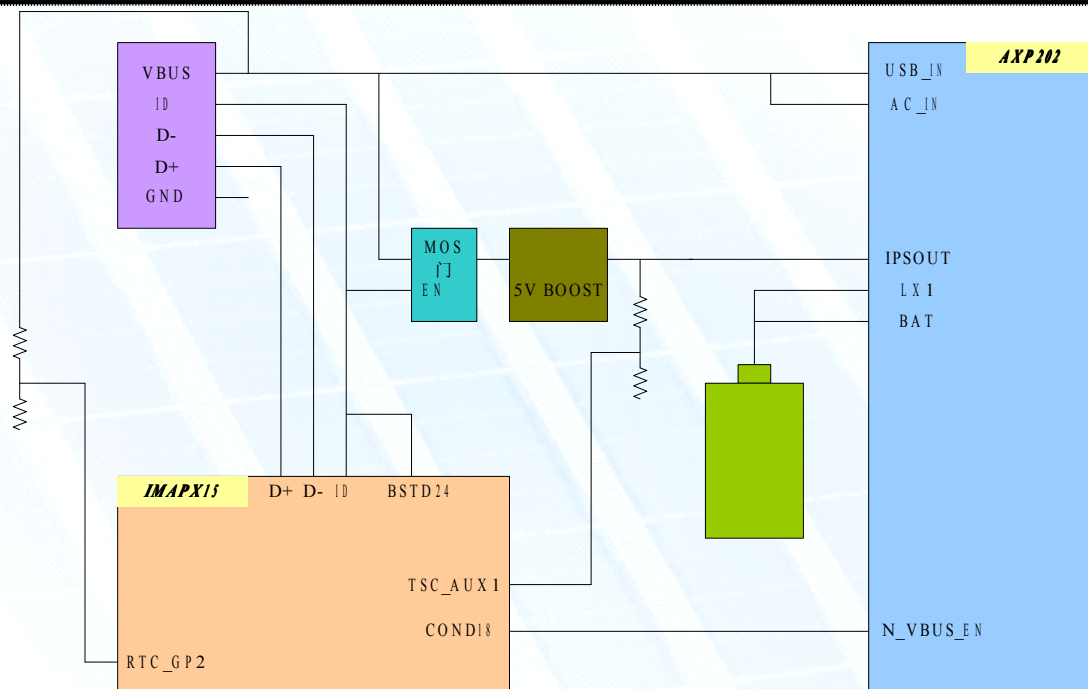 AXP202
VBUS
ID
D-
D+
GND
USB_IN
AC_IN
MOS
门
EN
5V BOOST
IPSOUT
LX1
BAT
IMAPX15
D+ D- ID BSTD24
TSC_AUX1
COND18
N_VBUS_EN
RTC_GP2